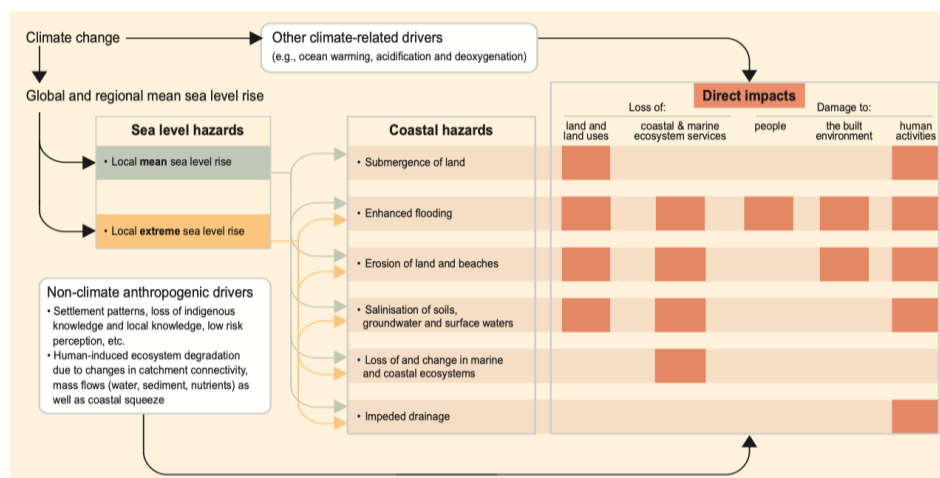 Climate change
Other climate-related drivers
(e.g., ocean warming, acidification and deoxygenation)
Global and regional mean sea level rise
Direct impacts
Loss of:
Damage to:
land and
land uses
coastal & marine
ecosystem services
people
the built
environment
human
activities
Sea level hazards
• Local mean sea level rise
• Local extreme sea level rise
Coastal hazards
• Submergence of land
• Enhanced flooding
• Erosion of land and beaches
• Salinisation of soils,
groundwater and surface waters
• Loss of and change in marine
and coastal ecosystems
• Impeded drainage
Non-climate anthropogenic drivers
• Settlement patterns, loss of indigenous
knowledge and local knowledge, low risk
perception, etc.
• Human-induced ecosystem degradation
due to changes in catchment connectivity,
mass flows (water, sediment, nutrients) as
well as coastal squeeze